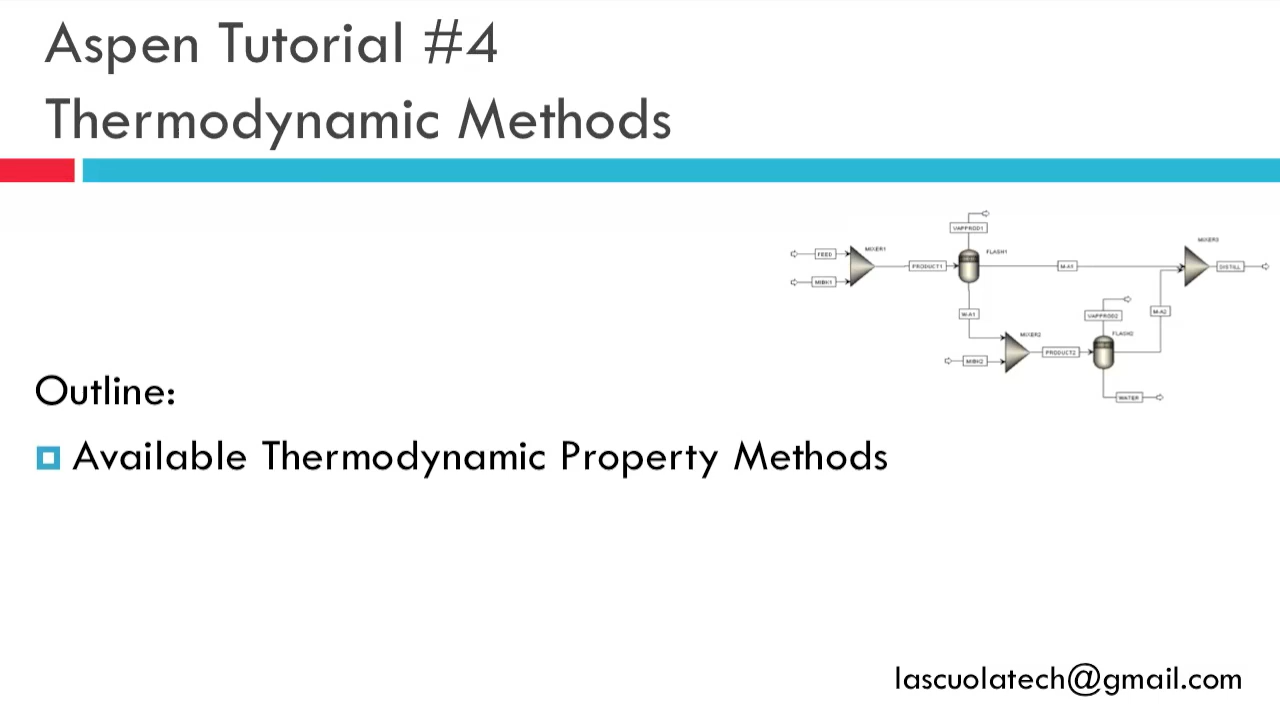 Aspen Tutorial #4
Thermodynamic Methods
VAPPROD1
MIXER3
FEED
MIXER1
FLASH1
PRODUCT1
M-A5
DISTILL
MIBK1
VAPPROD2
M-A1
M-A2
MIXER2
FLASH2
PRODUCT2
MIBK2
WATER
Outline:
Available Thermodynamic Property Methods
lascuolatech@gmail.com